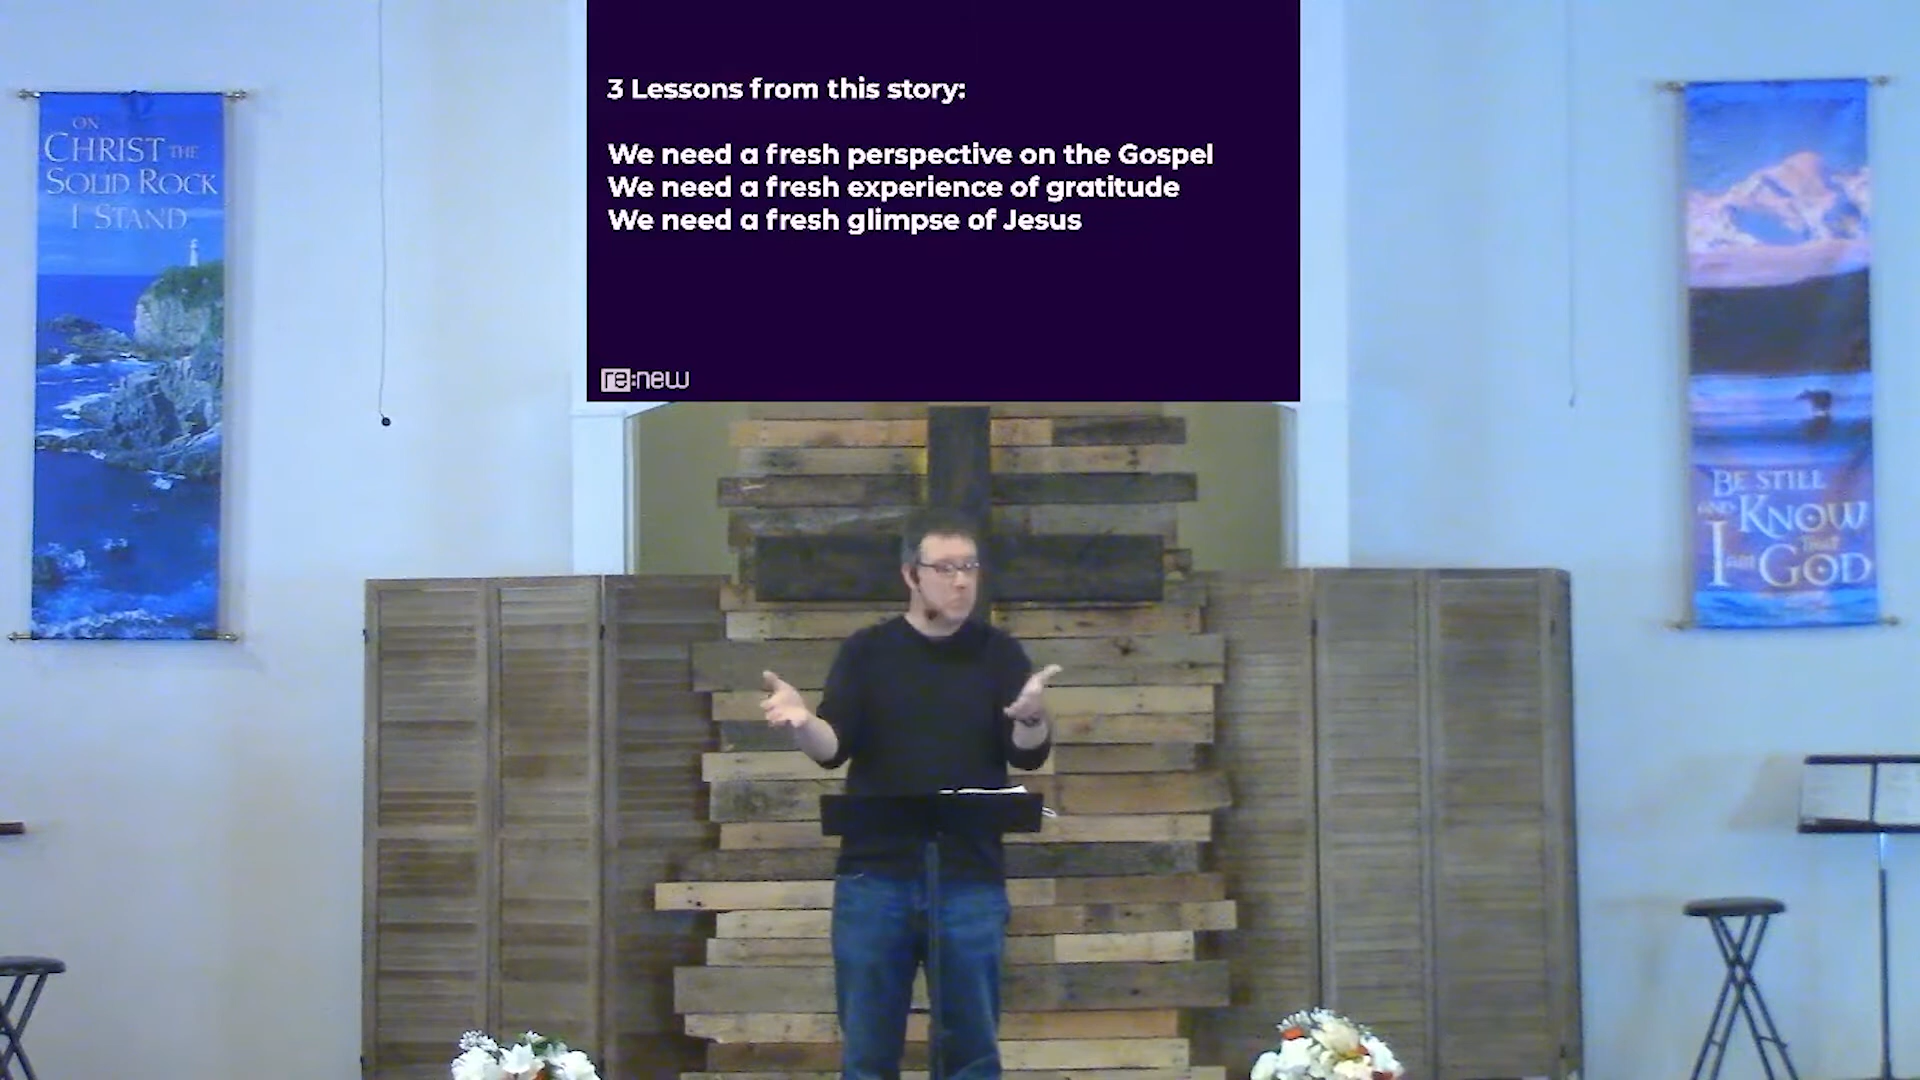 3 Lessons from this story:
We need a fresh perspective on the Gospel
We need a fresh experience of gratitude
We need a fresh glimpse of Jesus
re:new
ON
CHRIST THE
SOLID ROCK
I STAND
BE STILL
AND KNOW
That
I am GOD